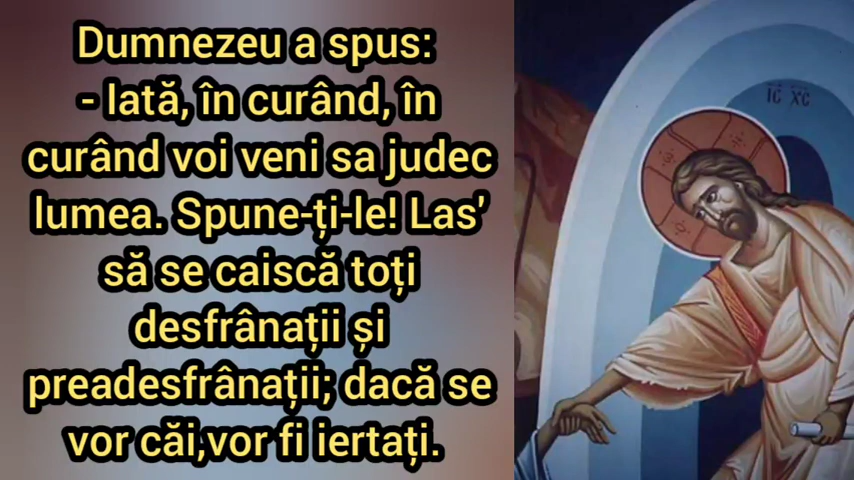 Dumnezeu a spus:
- Iată, în curând, în
curând voi veni sa judec
lumea. Spune-ți-le! Las'
să se caiscă toți
desfrânații și
preadesfrânații; dacă se
vor căi,vor fi iertați.
IC XC